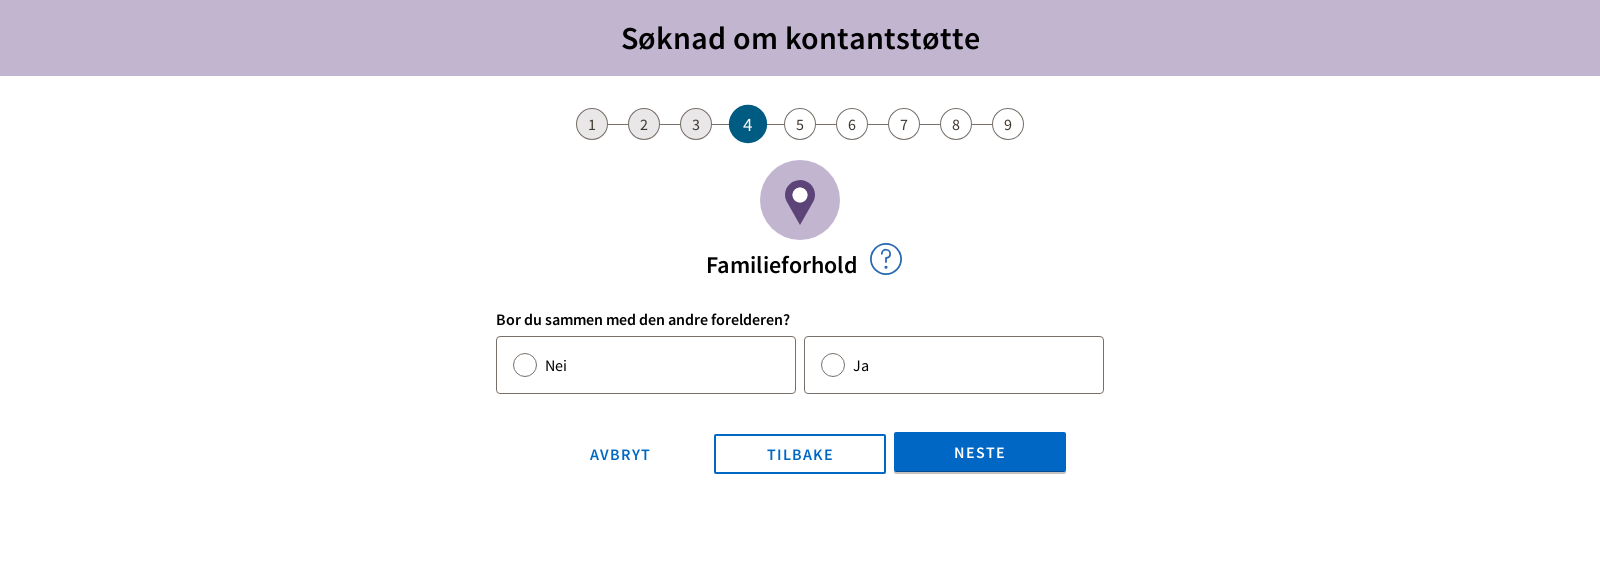 Søknad om kontantstøtte
1 2 3 4 5 6 7 8 9
Familieforhold ?
Bor du sammen med den andre forelderen?
Nei Ja
AVBRYT TILBAKE NESTE